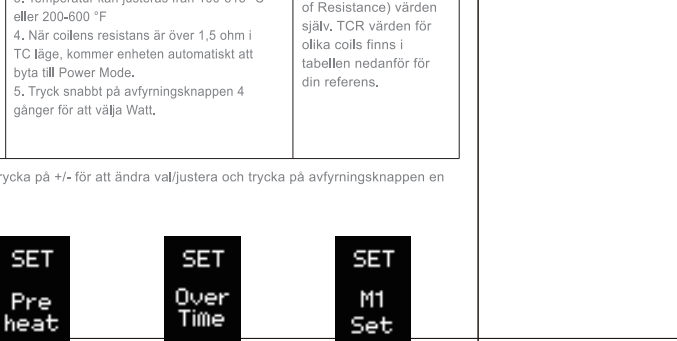 eller 200-600 °F
4. När coilens resistans är över 1,5 ohm i
TC läge, kommer enheten automatiskt att
byta till Power Mode.
5. Tryck snabbt på avfyrningsknappen 4
gånger för att välja Watt.
of Resistance) värden
själv. TCR värden för
olika coils finns i
tabellen nedanför för
din referens.
rycka på +/- för att ändra val/justera och trycka på avfyrningsknappen en
SET
Pre
heat
SET
Over
Time
SET
M1
Set